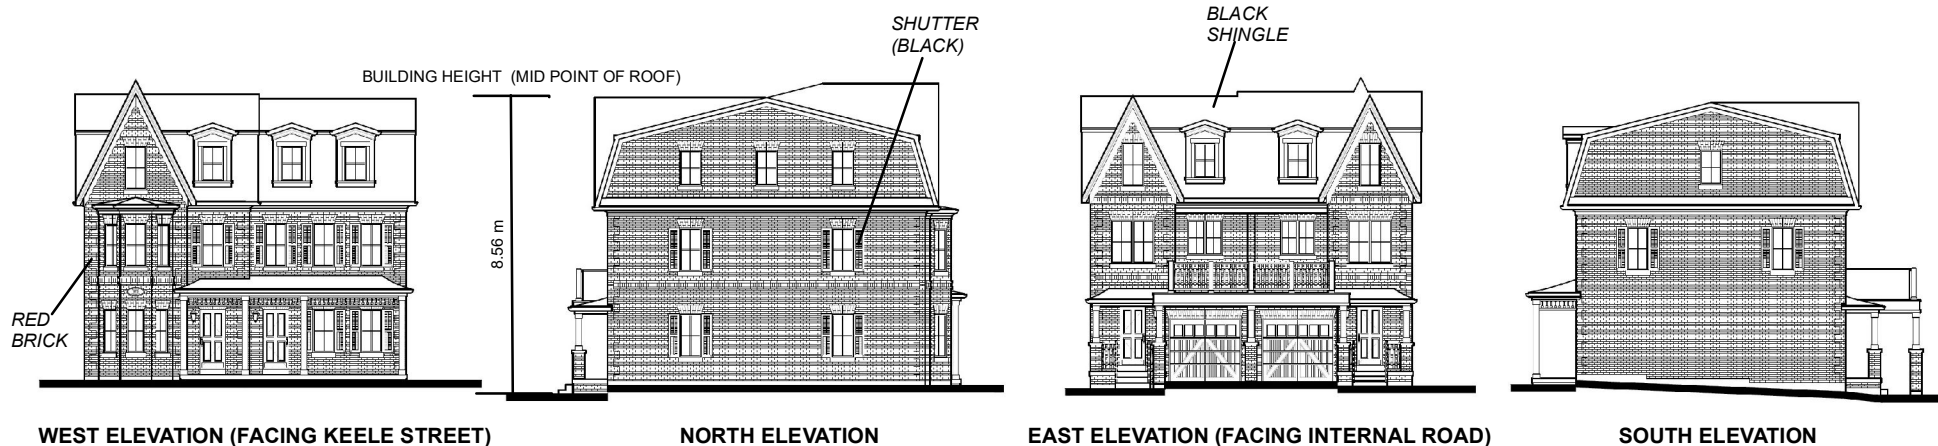 SHUTTER
(BLACK)
BLACK
SHINGLE
BUILDING HEIGHT (MID POINT OF ROOF)
8.56 m
RED
BRICK
WEST ELEVATION (FACING KEELE STREET)
NORTH ELEVATION
EAST ELEVATION (FACING INTERNAL ROAD)
SOUTH ELEVATION